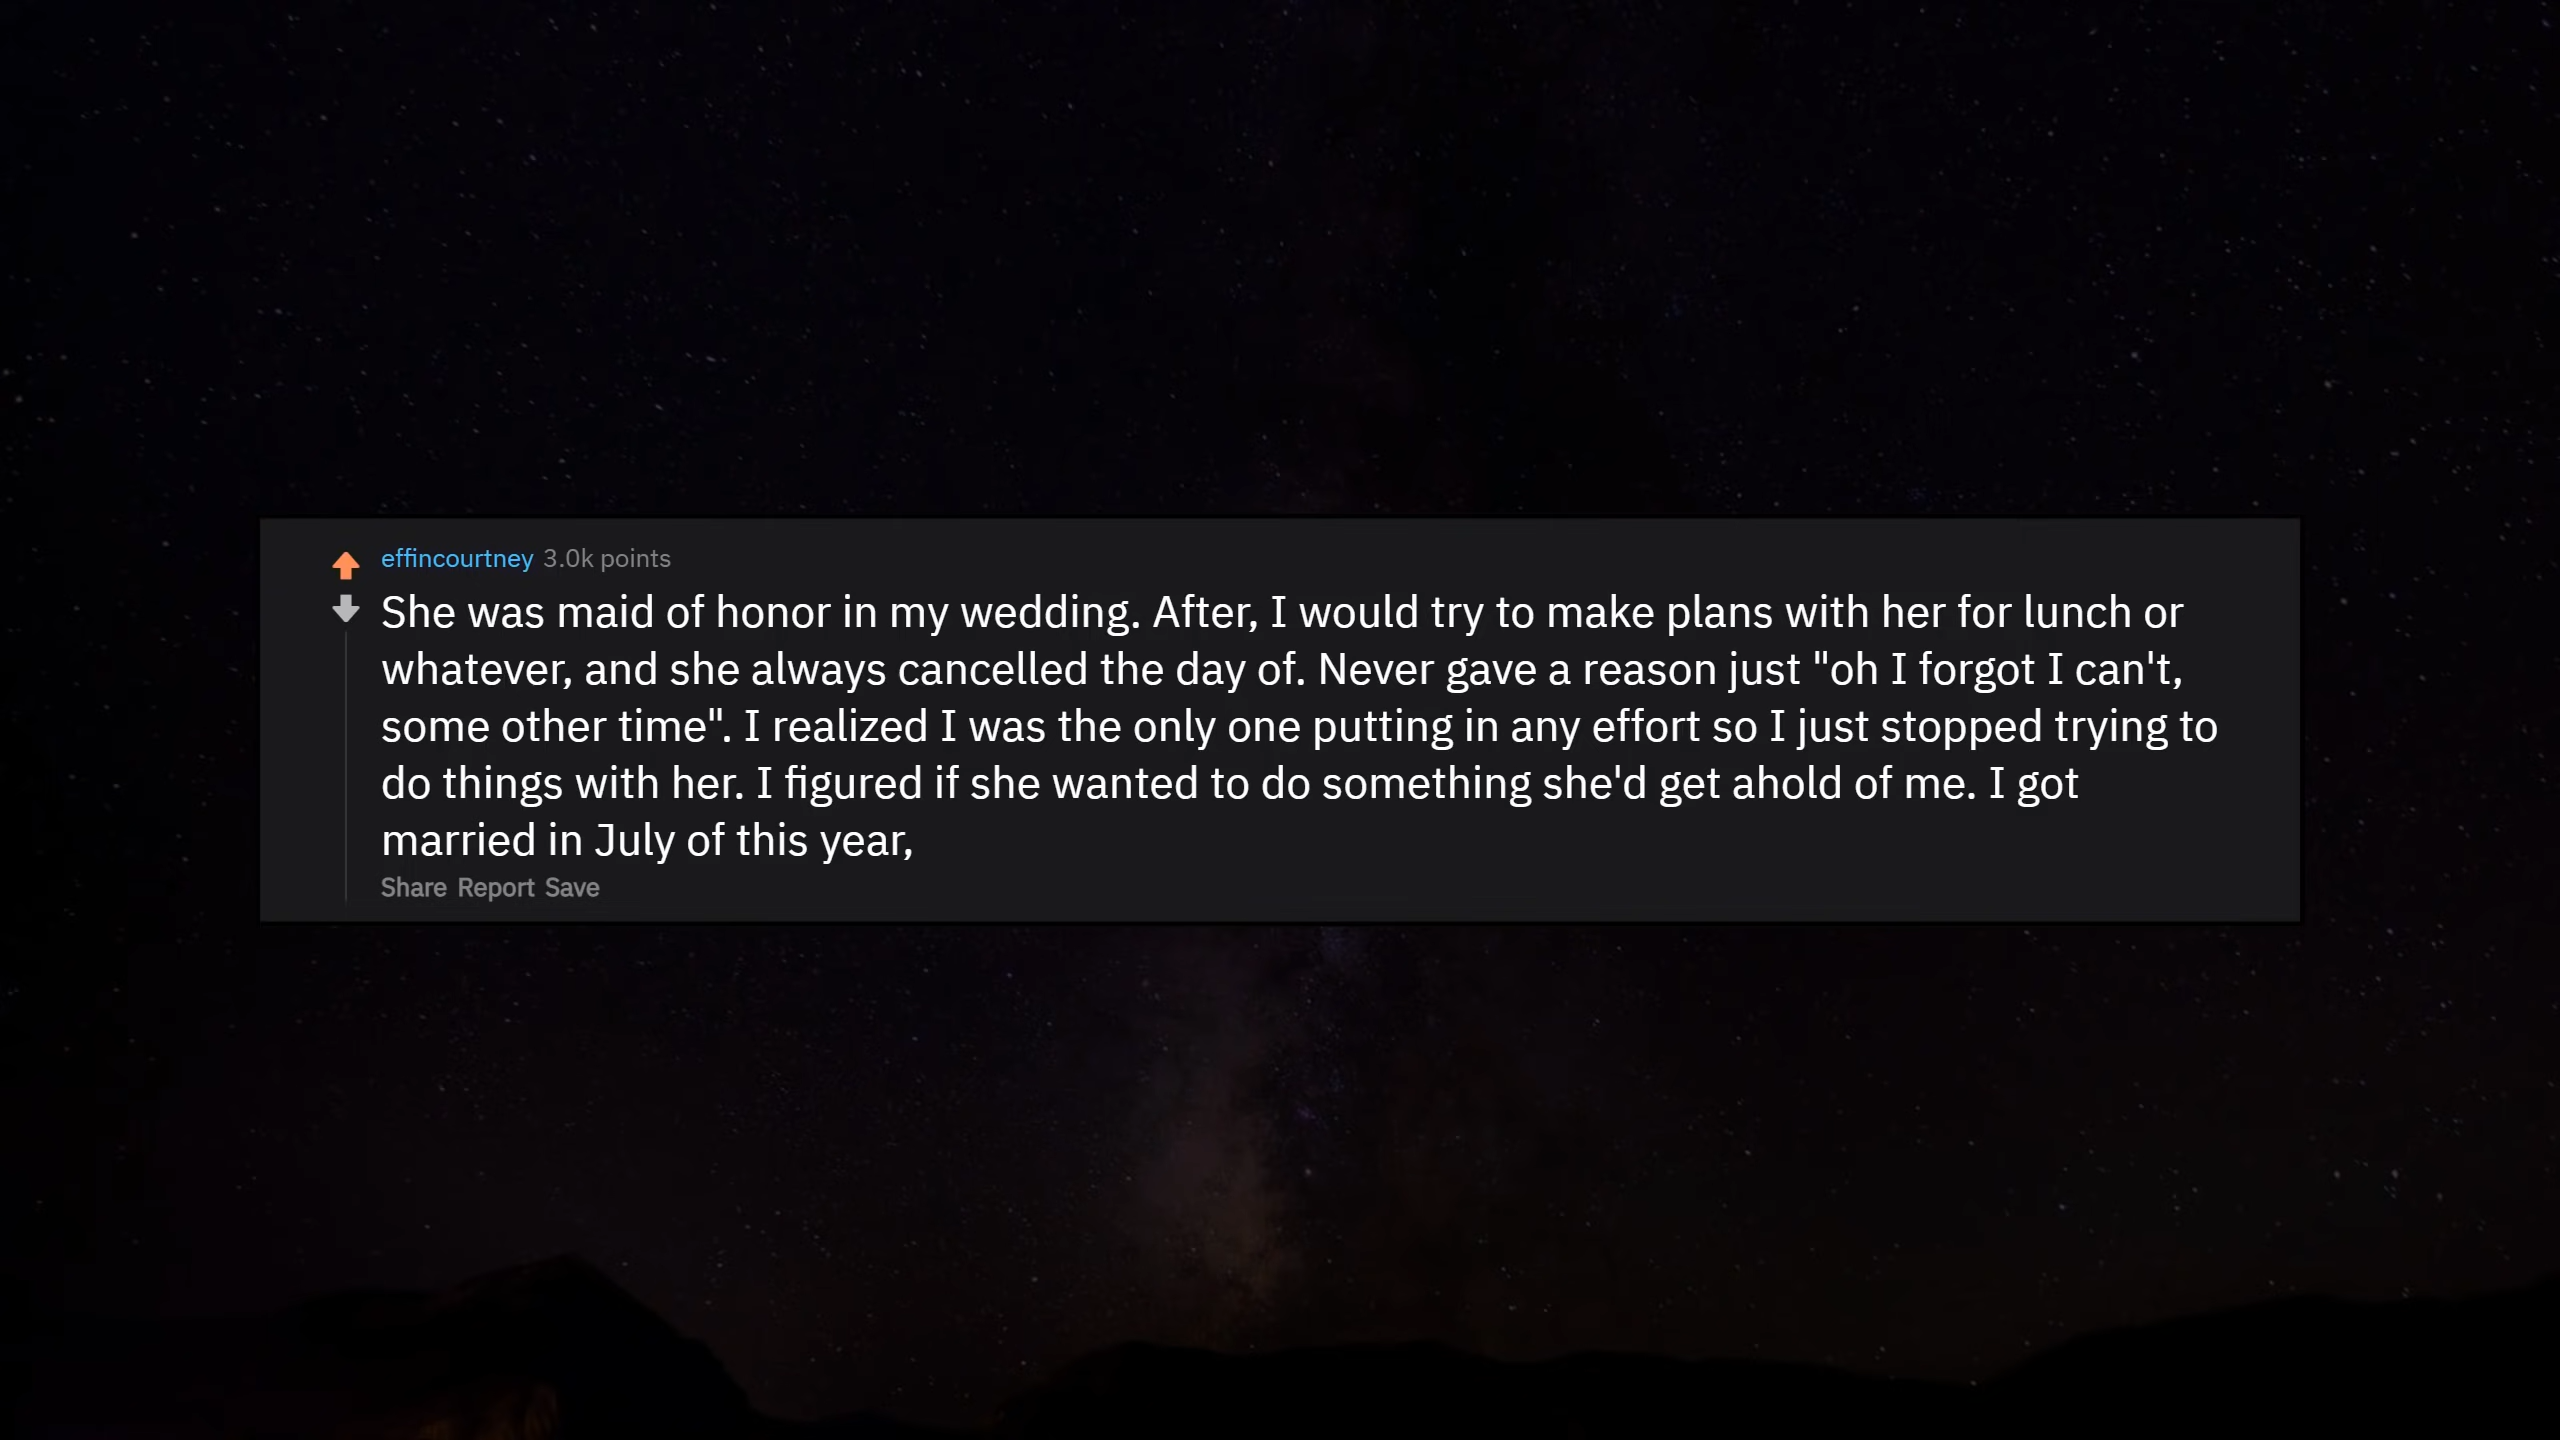 effincourtney 3.0k points
She was maid of honor in my wedding. After, I would try to make plans with her for lunch or
whatever, and she always cancelled the day of. Never gave a reason just "oh I forgot I can't,
some other time". I realized I was the only one putting in any effort so I just stopped trying to
do things with her. I figured if she wanted to do something she'd get ahold of me. I got
married in July of this year,
Share Report Save